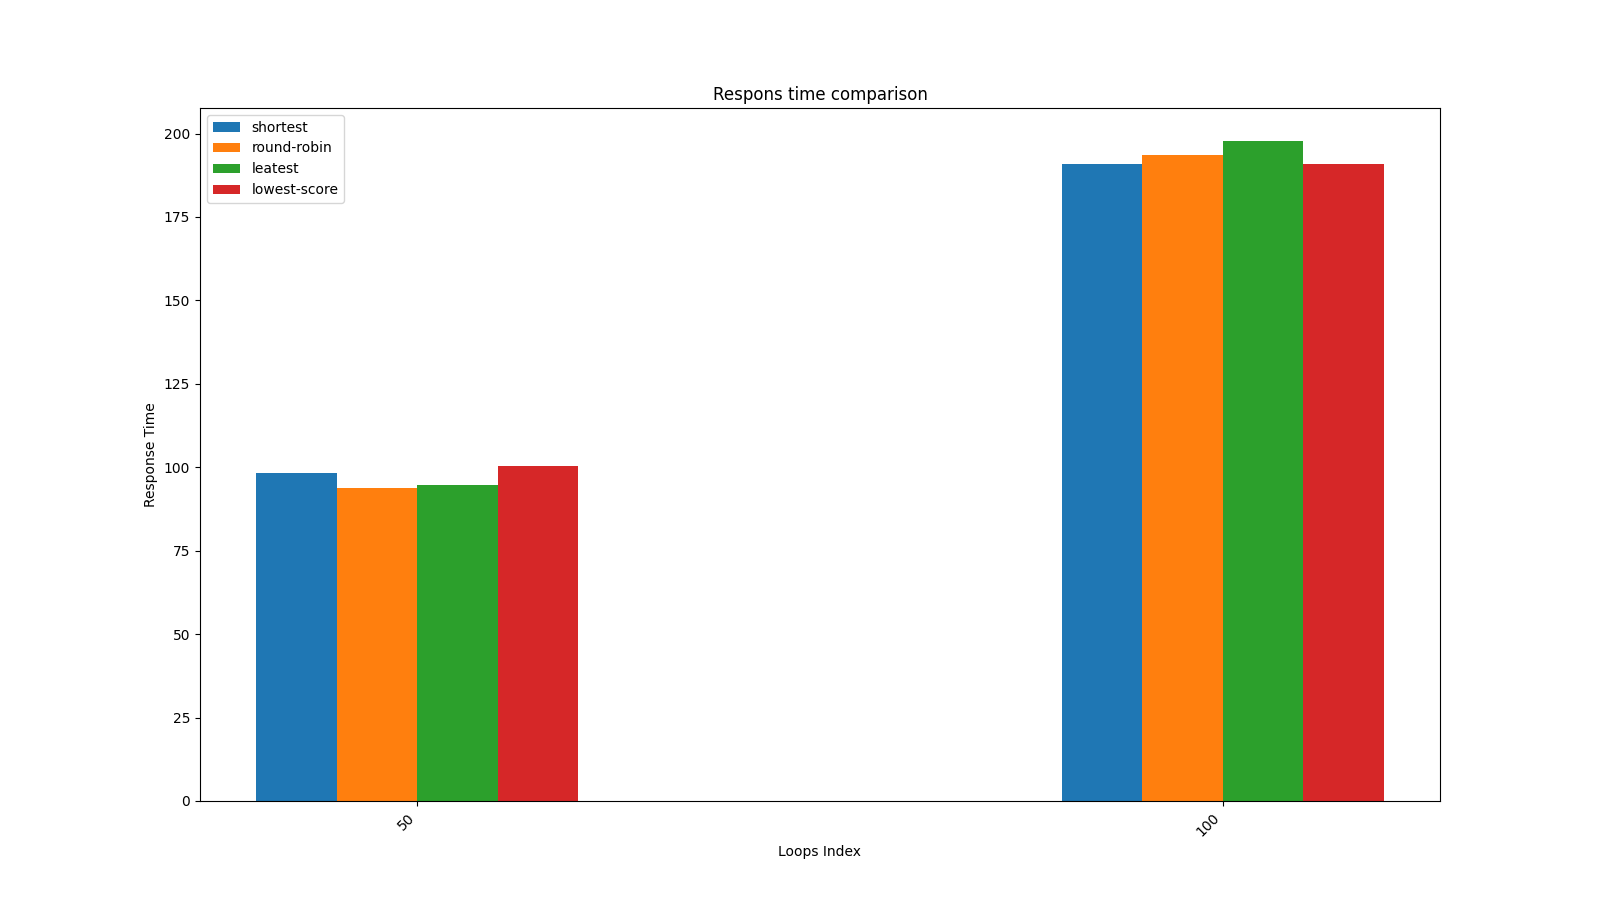 Respons time comparison
shortest
round-robin
leatest
lowest-score
200
175
150
125
100
75
50
25
0
Response Time
50
100
Loops Index